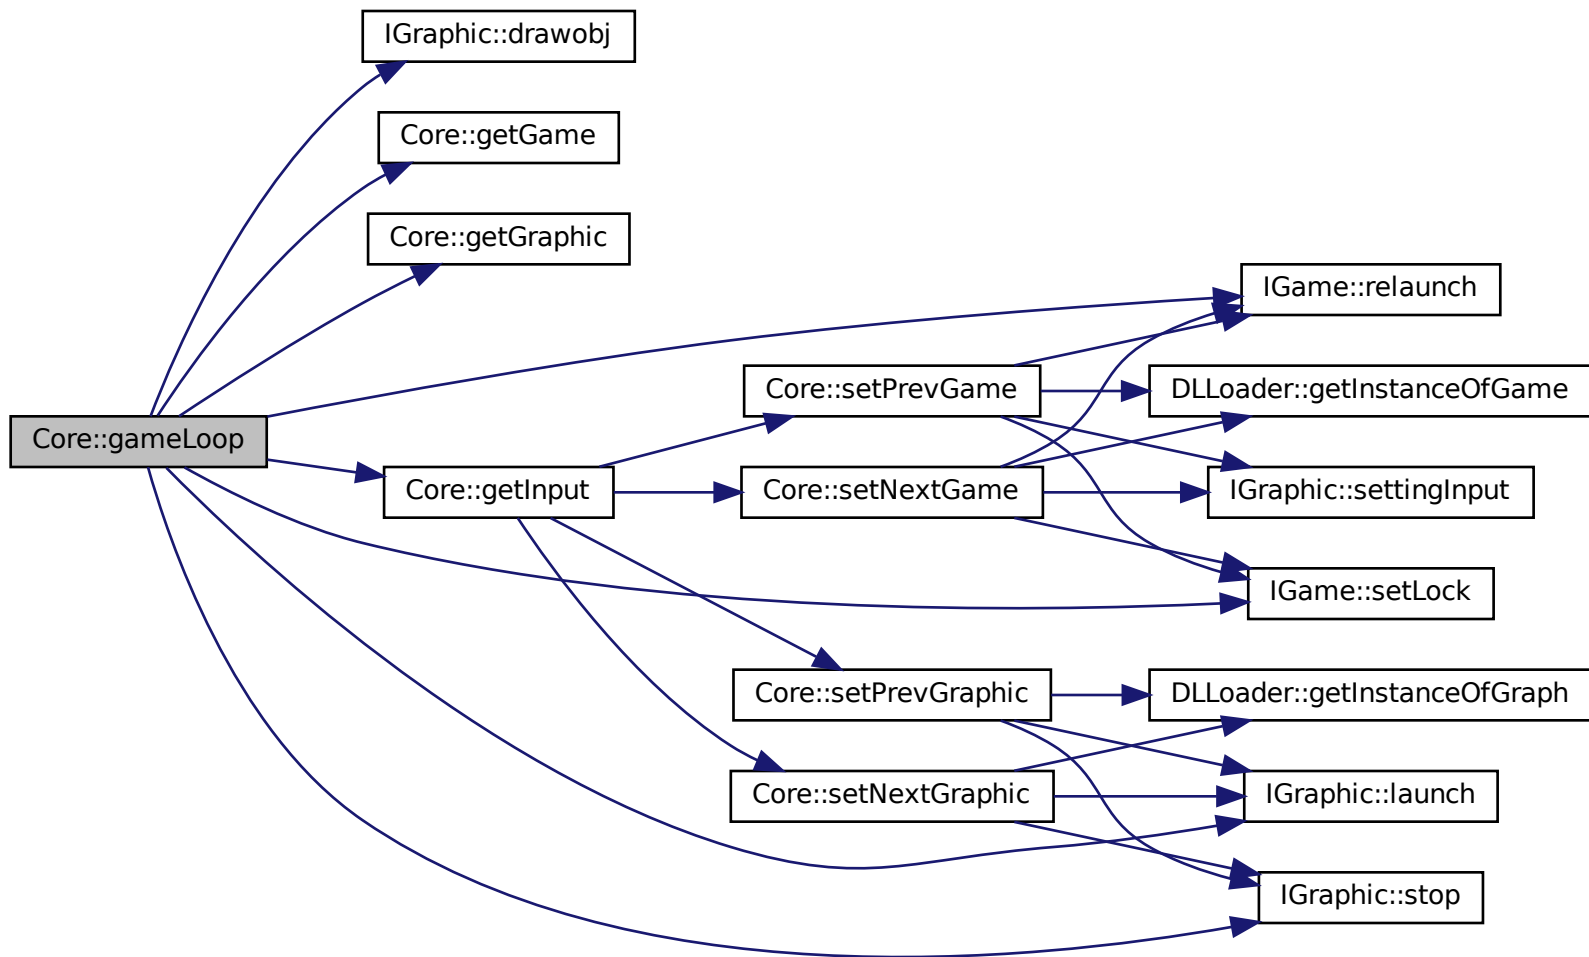 IGraphic::drawobj
Core::getGame
Core::getGraphic
IGame::relaunch
Core::setPrevGame
DLLoader::getInstanceOfGame
Core::gameLoop
Core::getInput
Core::setNextGame
IGraphic::settingInput
IGame::setLock
Core::setPrevGraphic
DLLoader::getInstanceOfGraph
Core::setNextGraphic
IGraphic::launch
IGraphic::stop